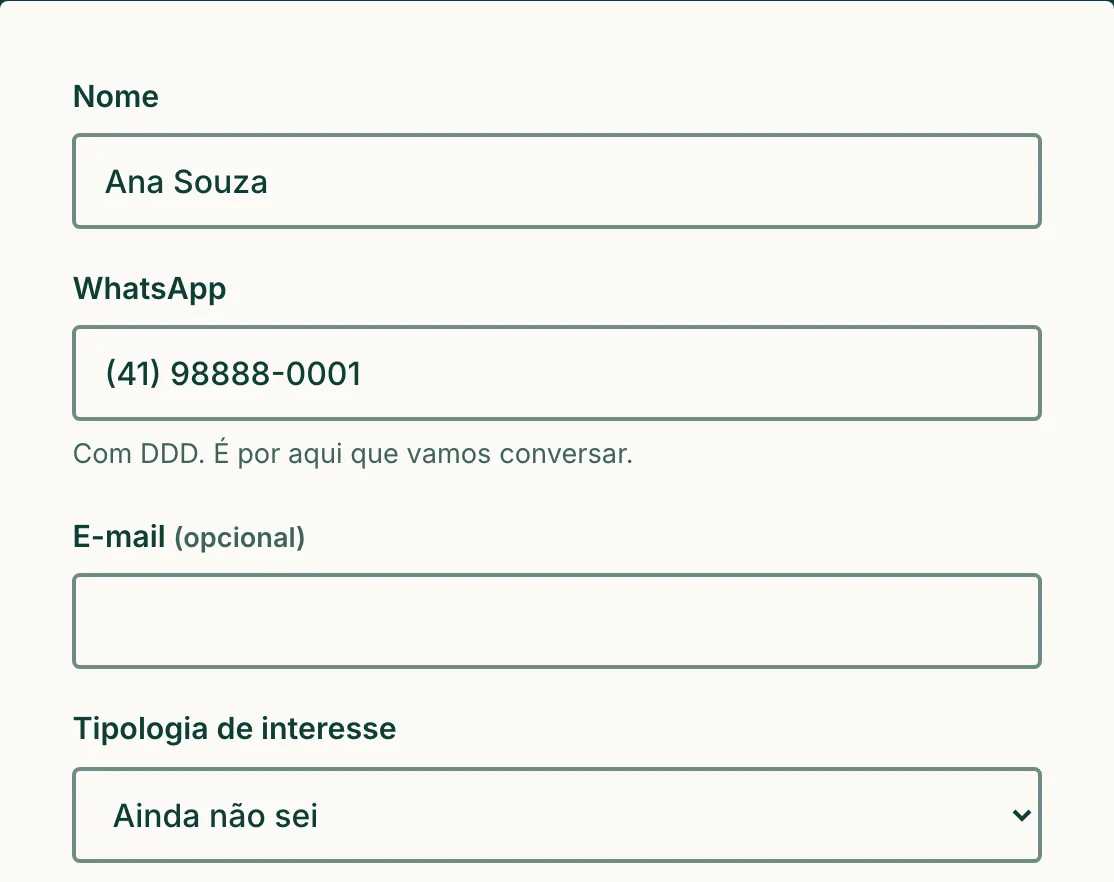 Nome
Ana Souza
WhatsApp
(41) 98888-0001
Com DDD. É por aqui que vamos conversar.
E-mail (opcional)
Tipologia de interesse
Ainda não sei